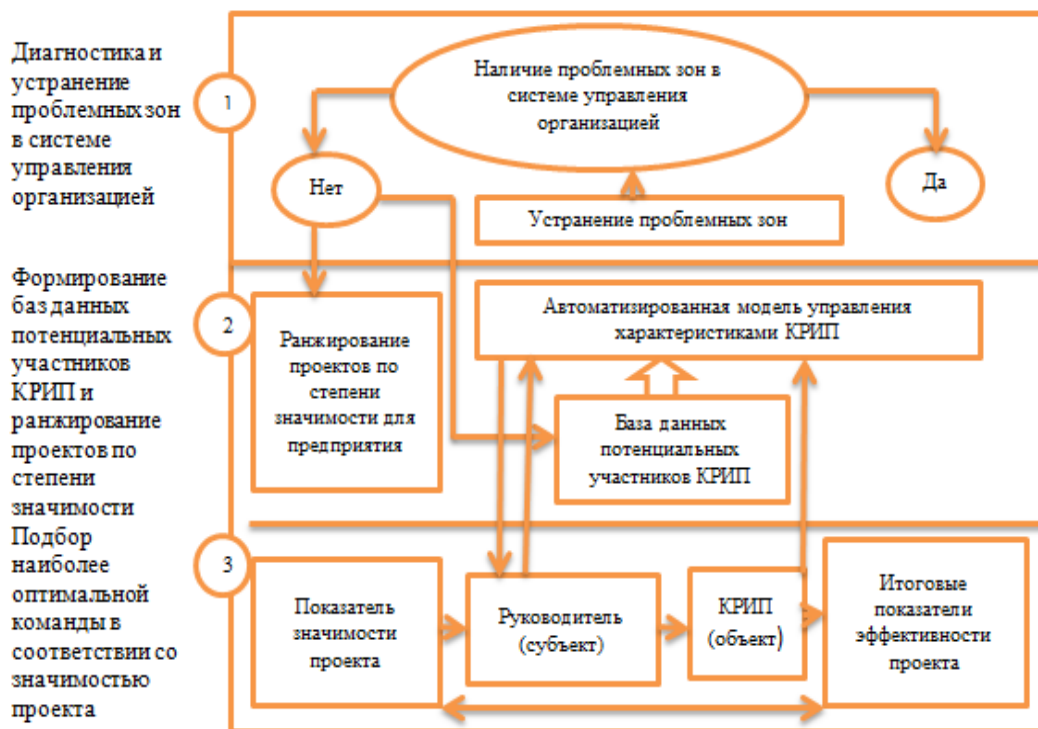 Диагностика и
устранение
проблемных зон
в системе
управления
организацией
1
Наличие проблемных зон в
системе управления
организацией
Нет
Да
Устранение проблемных зон
Формирование
баз данных
потенциальных
участников
КРИП и
ранжирование
проектов по
степени
значимости
2
Ранжирование
проектов по
степени
значимости для
предприятия
Автоматизированная модель управления
характеристиками КРИП
База данных
потенциальных
участников КРИП
Подбор
наиболее
оптимальной
команды в
соответствии со
значимостью
проекта
3
Показатель
значимости
проекта
Руководитель
(субъект)
КРИП
(объект)
Итоговые
показатели
эффективности
проекта